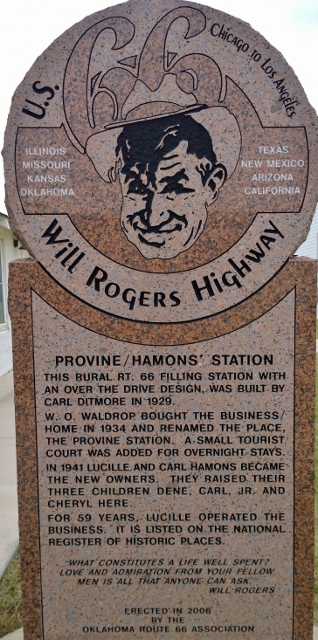 U.S. 66 Chicago to Los Angeles
ILLINOIS
MISSOURI
KANSAS
OKLAHOMA
TEXAS
NEW MEXICO
ARIZONA
CALIFORNIA
Will Rogers Highway
PROVINE/HAMONS' STATION
THIS RURAL RT. 66 FILLING STATION WITH
AN OVER THE DRIVE DESIGN, WAS BUILT BY
CARL DITMORE IN 1929.
W. O. WALDROP BOUGHT THE BUSINESS/
HOME IN 1934 AND RENAMED THE PLACE,
THE PROVINE STATION. A SMALL TOURIST
COURT WAS ADDED FOR OVERNIGHT STAYS.
IN 1941 LUCILLE AND CARL HAMONS BECAME
THE NEW OWNERS. THEY RAISED THEIR
THREE CHILDREN DENE, CARL, JR. AND
CHERYL HERE.
FOR 59 YEARS, LUCILLE OPERATED THE
BUSINESS. IT IS LISTED ON THE NATIONAL
REGISTER OF HISTORIC PLACES.
"WHAT CONSTITUTES A LIFE WELL SPENT?
LOVE AND ADMIRATION FROM YOUR FELLOW
MEN IS ALL THAT ANYONE CAN ASK."
WILL ROGERS
ERECTED IN 2006
BY THE
OKLAHOMA ROUTE 66 ASSOCIATION